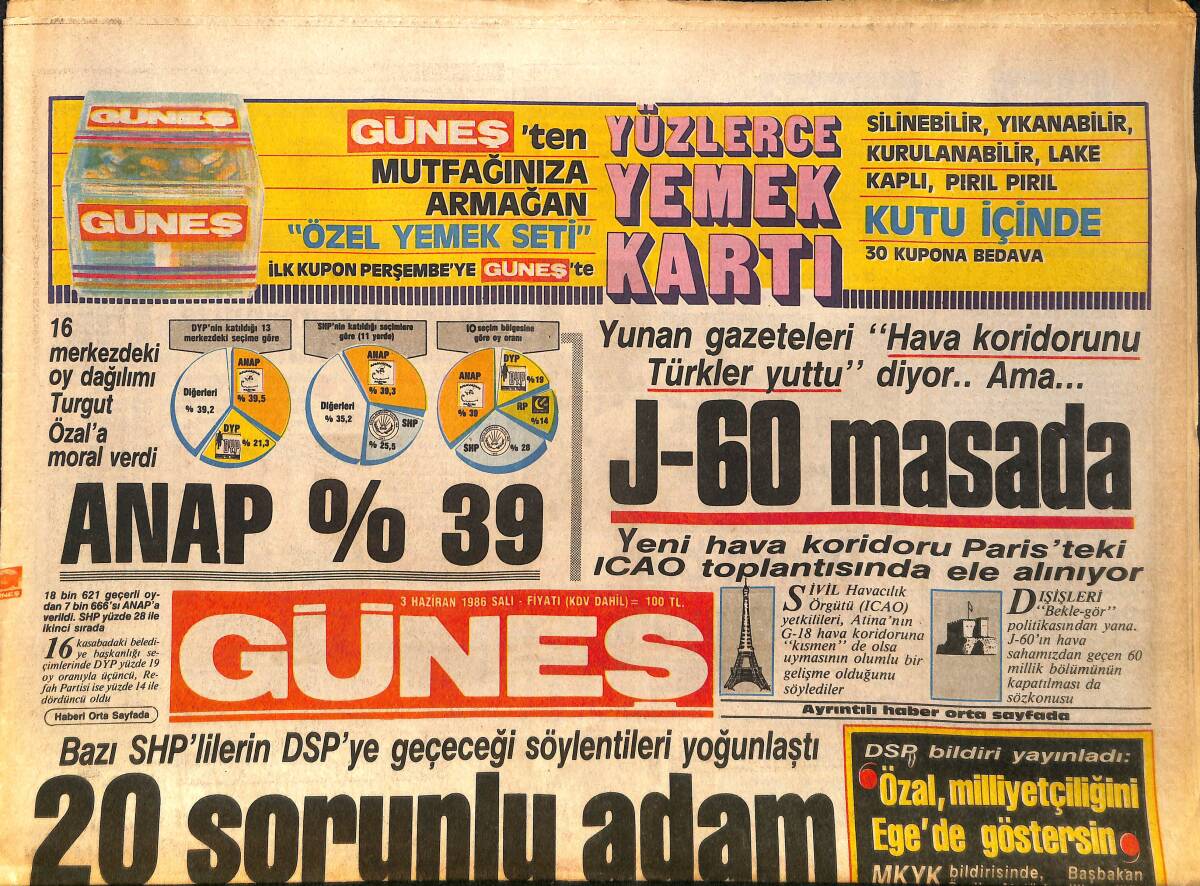 GÜNEŞ
GÜNEŞ
GÜNEŞ 'ten
MUTFAĞINIZA
ARMAĞAN
"ÖZEL YEMEK SETİ"
İLK KUPON PERŞEMBE'YE GÜNEŞ'te
YÜZLERCE
YEMEK
KARTI
SİLİNEBİLİR, YIKANABİLİR,
KURULANABİLİR, LAKE
KAPLI, PIRIL PIRIL
KUTU İÇİNDE
30 KUPONA BEDAVA
16
merkezdeki
oy dağılımı
Turgut
Özal'a
moral verdi
DYP'nin katıldığı 13
merkezdeki seçime göre
ANAP
% 39,5
Diğerleri
% 39,2
DYP
% 21,3
SHP'nin katıldığı seçimlere
göre (11 yerde)
ANAP
% 39,3
Diğerleri
% 35,2
SHP
% 25,5
10 seçim bölgesine
göre oy oranı
DYP
%19
ANAP
% 39
RP
%14
SHP
% 28
ANAP % 39
Yunan gazeteleri "Hava koridorunu
Türkler yuttu" diyor.. Ama...
J-60 masada
Yeni hava koridoru Paris'teki
ICAO toplantısında ele alınıyor
18 bin 621 geçerli oy-
dan 7 bin 666'sı ANAP'a
verildi. SHP yüzde 28 ile
ikinci sırada
16 kasabadaki beledi-
ye başkanlığı se-
çimlerinde DYP yüzde 19
oy oranıyla üçüncü, Re-
fah Partisi ise yüzde 14 ile
dördüncü oldu
Haberi Orta Sayfada
3 HAZİRAN 1986 SALI - FİYATI (KDV DAHİL)= 100 TL.
GÜNEŞ
SİVİL Havacılık
Örgütü (ICAO)
yetkilileri, Atina'nın
G-18 hava koridoruna
"kısmen" de olsa
uymasının olumlu bir
gelişme olduğunu
söylediler
DIŞİŞLERİ
"Bekle-gör"
politikasından yana.
J-60'ın hava
sahamızdan geçen 60
millik bölümünün
kapatılması da
sözkonusu
Ayrıntılı haber orta sayfada
Bazı SHP'lilerin DSP'ye geçeceği söylentileri yoğunlaştı
20 sorunlu adam
DSP, bildiri yayınladı:
Özal, milliyetçiliğini
Ege'de göstersin
MKYK bildirisinde, Başbakan